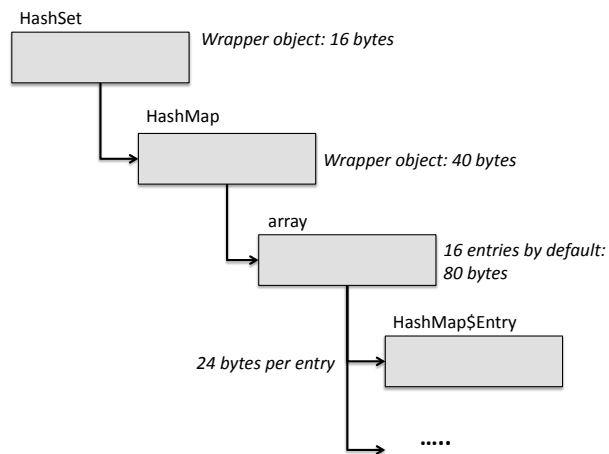 HashSet
Wrapper object: 16 bytes
HashMap
Wrapper object: 40 bytes
array
16 entries by default:
80 bytes
HashMap$Entry
24 bytes per entry
.....